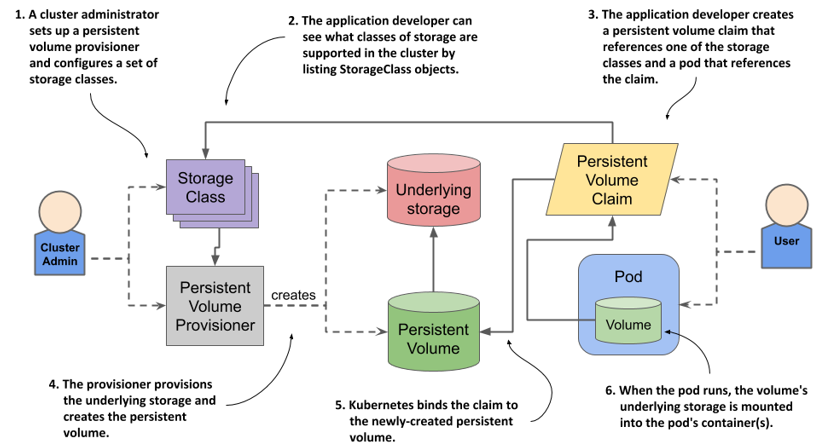 1. A cluster administrator
sets up a persistent
volume provisioner
and configures a set of
storage classes.
2. The application developer can
see what classes of storage are
supported in the cluster by
listing StorageClass objects.
3. The application developer creates
a persistent volume claim that
references one of the storage
classes and a pod that references
the claim.
Storage
Class
Underlying
storage
Persistent
Volume
Claim
Cluster
Admin
User
Persistent
Volume
Provisioner
creates
Persistent
Volume
Pod
Volume
4. The provisioner provisions
the underlying storage and
creates the persistent
volume.
5. Kubernetes binds the claim to
the newly-created persistent
volume.
6. When the pod runs, the volume's
underlying storage is mounted
into the pod's container(s).